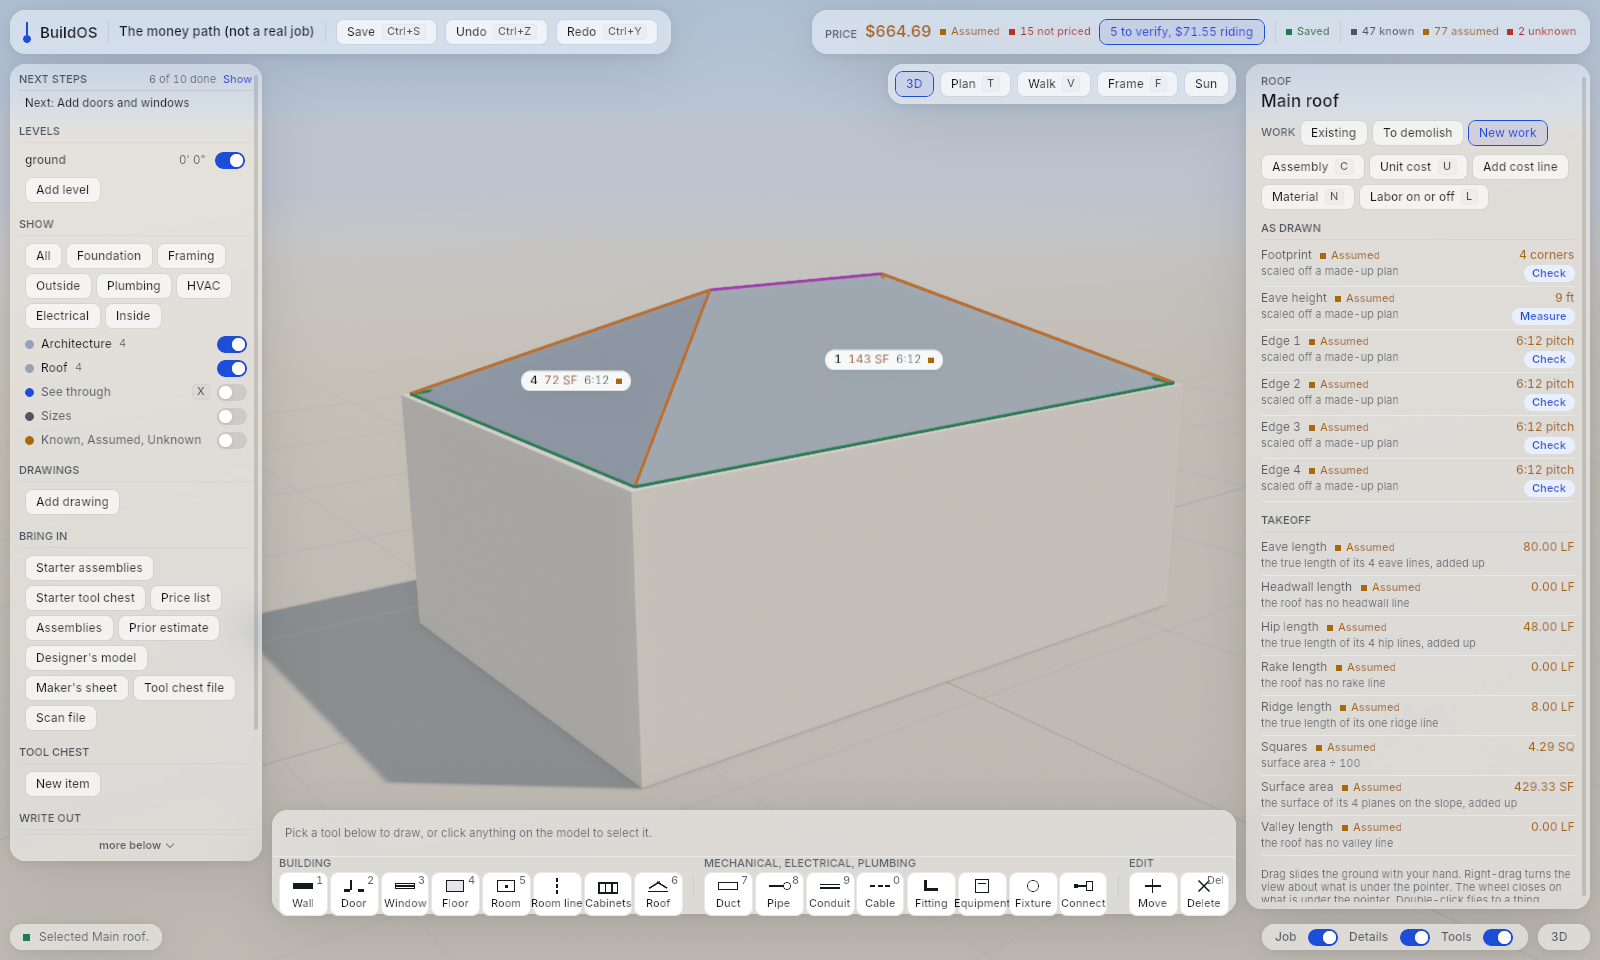 BuildOS
The money path (not a real job)
Save Ctrl+S
Undo Ctrl+Z
Redo Ctrl+Y
PRICE $664.69 Assumed 15 not priced 5 to verify, $71.55 riding Saved 47 known 77 assumed 2 unknown
NEXT STEPS 6 of 10 done Show
Next: Add doors and windows
LEVELS
ground 0' 0"
Add level
SHOW
All Foundation Framing
Outside Plumbing HVAC
Electrical Inside
Architecture 4
Roof 4
See through X
Sizes
Known, Assumed, Unknown
DRAWINGS
Add drawing
BRING IN
Starter assemblies
Starter tool chest Price list
Assemblies Prior estimate
Designer's model
Maker's sheet Tool chest file
Scan file
TOOL CHEST
New item
WRITE OUT
more below
Selected Main roof.
3D Plan T Walk V Frame F Sun
4 72 SF 6:12
1 143 SF 6:12
Pick a tool below to draw, or click anything on the model to select it.
BUILDING
1 Wall
2 Door
3 Window
4 Floor
5 Room
Room line
Cabinets
6 Roof
MECHANICAL, ELECTRICAL, PLUMBING
7 Duct
8 Pipe
9 Conduit
0 Cable
Fitting
Equipment
Fixture
Connect
EDIT
Move
Del Delete
ROOF
Main roof
WORK Existing To demolish New work
Assembly C Unit cost U Add cost line
Material N Labor on or off L
AS DRAWN
Footprint Assumed 4 corners
scaled off a made-up plan Check
Eave height Assumed 9 ft
scaled off a made-up plan Measure
Edge 1 Assumed 6:12 pitch
scaled off a made-up plan Check
Edge 2 Assumed 6:12 pitch
scaled off a made-up plan Check
Edge 3 Assumed 6:12 pitch
scaled off a made-up plan Check
Edge 4 Assumed 6:12 pitch
scaled off a made-up plan Check
TAKEOFF
Eave length Assumed 80.00 LF
the true length of its 4 eave lines, added up
Headwall length Assumed 0.00 LF
the roof has no headwall line
Hip length Assumed 48.00 LF
the true length of its 4 hip lines, added up
Rake length Assumed 0.00 LF
the roof has no rake line
Ridge length Assumed 8.00 LF
the true length of its one ridge line
Squares Assumed 4.29 SQ
surface area ÷ 100
Surface area Assumed 429.33 SF
the surface of its 4 planes on the slope, added up
Valley length Assumed 0.00 LF
the roof has no valley line
Drag slides the ground with your hand. Right-drag turns the
view about what is under the pointer. The wheel closes on
what is under the pointer. Double-click flies to a thing.
Job Details Tools 3D